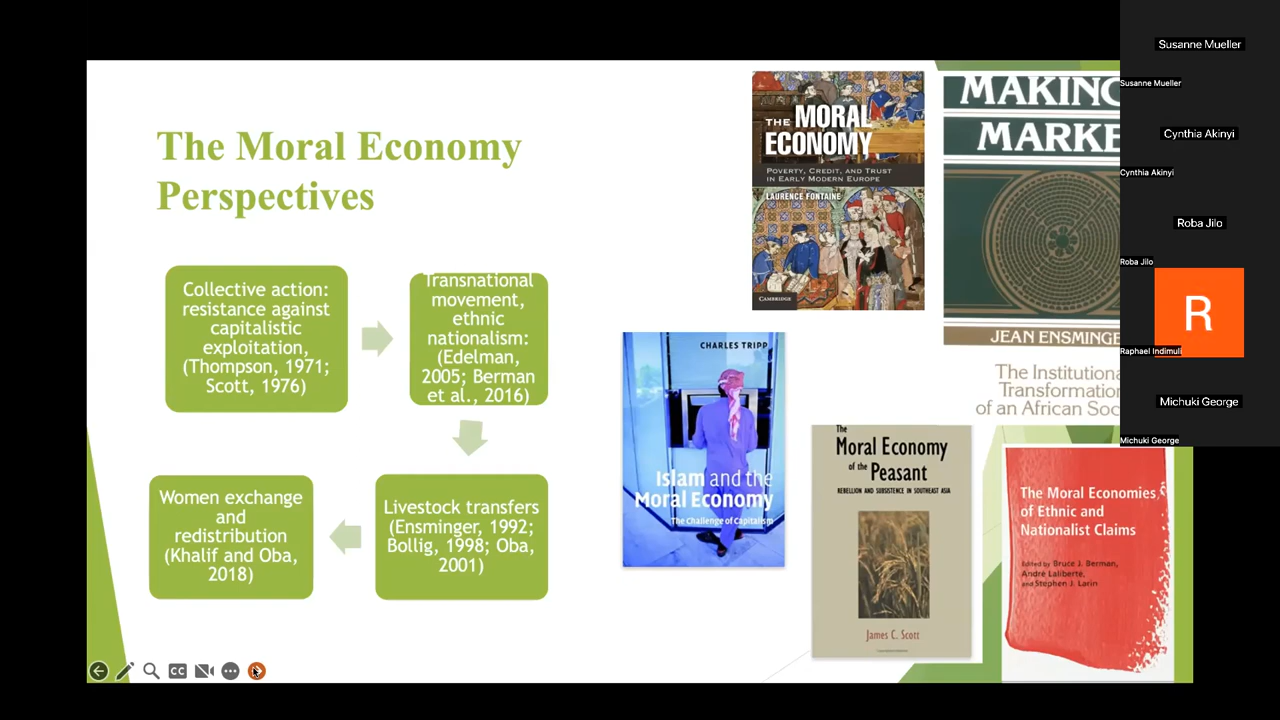 The Moral Economy
Perspectives
Collective action:
resistance against
capitalistic
exploitation,
(Thompson, 1971;
Scott, 1976)
Transnational
movement,
ethnic
nationalism:
(Edelman,
2005; Berman
et al., 2016)
Women exchange
and
redistribution
(Khalif and Oba,
2018)
Livestock transfers
(Ensminger, 1992;
Bollig, 1998; Oba,
2001)
THE MORAL
ECONOMY
POVERTY, CREDIT, AND TRUST
IN EARLY MODERN EUROPE
LAURENCE FONTAINE
CAMBRIDGE
MAKING
MARKE
JEAN ENSMINGE
The Institutiona
Transformation
of an African Soc
CHARLES TRIPP
Islam and the
Moral Economy
The Challenge of Capitalism
The
Moral Economy
of the Peasant
REBELLION AND SUBSISTENCE IN SOUTHEAST ASIA
James C. Scott
The Moral Economies
of Ethnic and
Nationalist Claims
Edited by Bruce J. Berman,
André Laliberté,
and Stephen J. Larin
CC
Susanne Mueller
Susanne Mueller
Cynthia Akinyi
Cynthia Akinyi
Roba Jilo
Roba Jilo
R
Raphael Indimuli
Michuki George
Michuki George